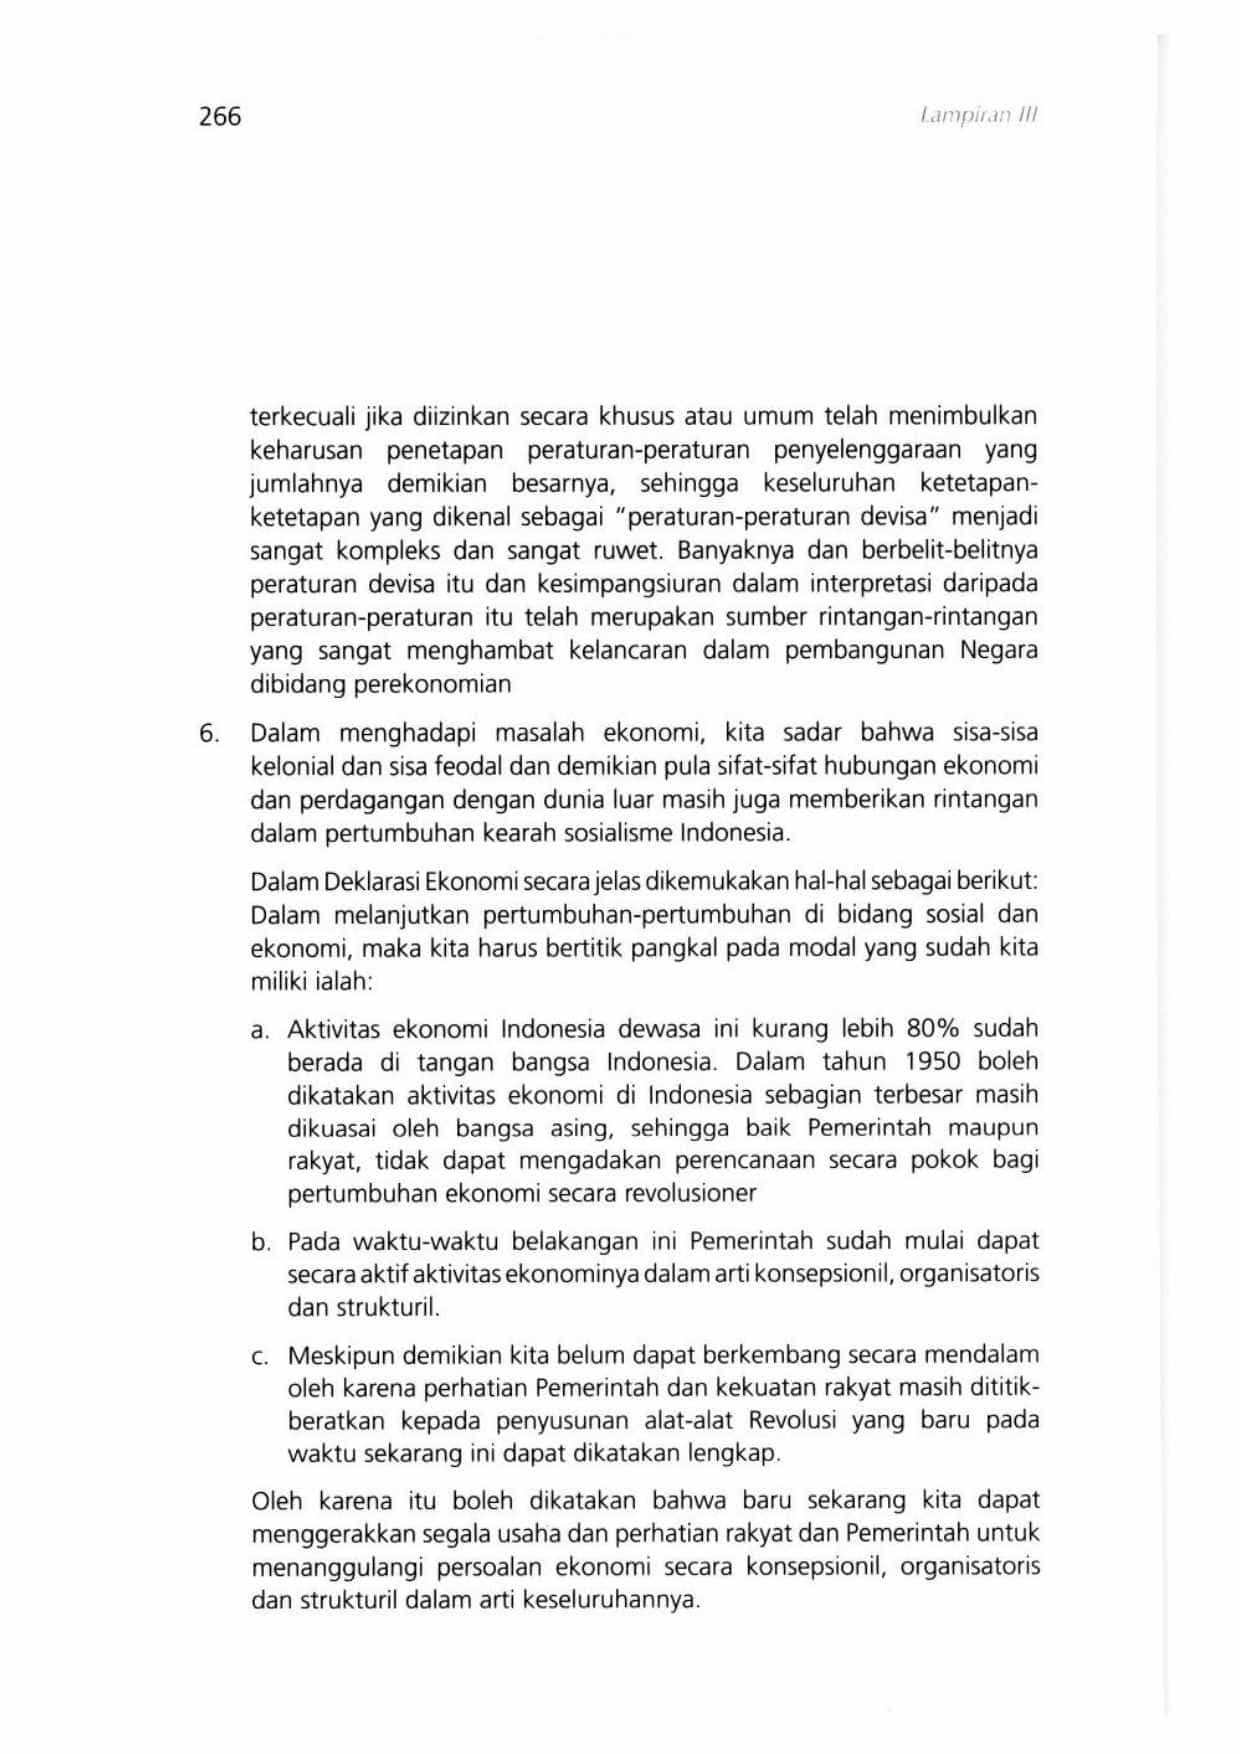 266
Lampiran III
terkecuali jika diizinkan secara khusus atau umum telah menimbulkan
keharusan penetapan peraturan-peraturan penyelenggaraan yang
jumlahnya demikian besarnya, sehingga keseluruhan ketetapan-
ketetapan yang dikenal sebagai “peraturan-peraturan devisa” menjadi
sangat kompleks dan sangat ruwet. Banyaknya dan berbelit-belitnya
peraturan devisa itu dan kesimpangsiuran dalam interpretasi daripada
peraturan-peraturan itu telah merupakan sumber rintangan-rintangan
yang sangat menghambat kelancaran dalam pembangunan Negara
dibidang perekonomian
6. Dalam menghadapi masalah ekonomi, kita sadar bahwa sisa-sisa
kelonial dan sisa feodal dan demikian pula sifat-sifat hubungan ekonomi
dan perdagangan dengan dunia luar masih juga memberikan rintangan
dalam pertumbuhan kearah sosialisme Indonesia.
Dalam Deklarasi Ekonomi secara jelas dikemukakan hal-hal sebagai berikut:
Dalam melanjutkan pertumbuhan-pertumbuhan di bidang sosial dan
ekonomi, maka kita harus bertitik pangkal pada modal yang sudah kita
miliki ialah:
a. Aktivitas ekonomi Indonesia dewasa ini kurang lebih 80% sudah
berada di tangan bangsa Indonesia. Dalam tahun 1950 boleh
dikatakan aktivitas ekonomi di Indonesia sebagian terbesar masih
dikuasai oleh bangsa asing, sehingga baik Pemerintah maupun
rakyat, tidak dapat mengadakan perencanaan secara pokok bagi
pertumbuhan ekonomi secara revolusioner
b. Pada waktu-waktu belakangan ini Pemerintah sudah mulai dapat
secara aktif aktivitas ekonominya dalam arti konsepsionil, organisatoris
dan strukturil.
c. Meskipun demikian kita belum dapat berkembang secara mendalam
oleh karena perhatian Pemerintah dan kekuatan rakyat masih dititik-
beratkan kepada penyusunan alat-alat Revolusi yang baru pada
waktu sekarang ini dapat dikatakan lengkap.
Oleh karena itu boleh dikatakan bahwa baru sekarang kita dapat
menggerakkan segala usaha dan perhatian rakyat dan Pemerintah untuk
menanggulangi persoalan ekonomi secara konsepsionil, organisatoris
dan strukturil dalam arti keseluruhannya.